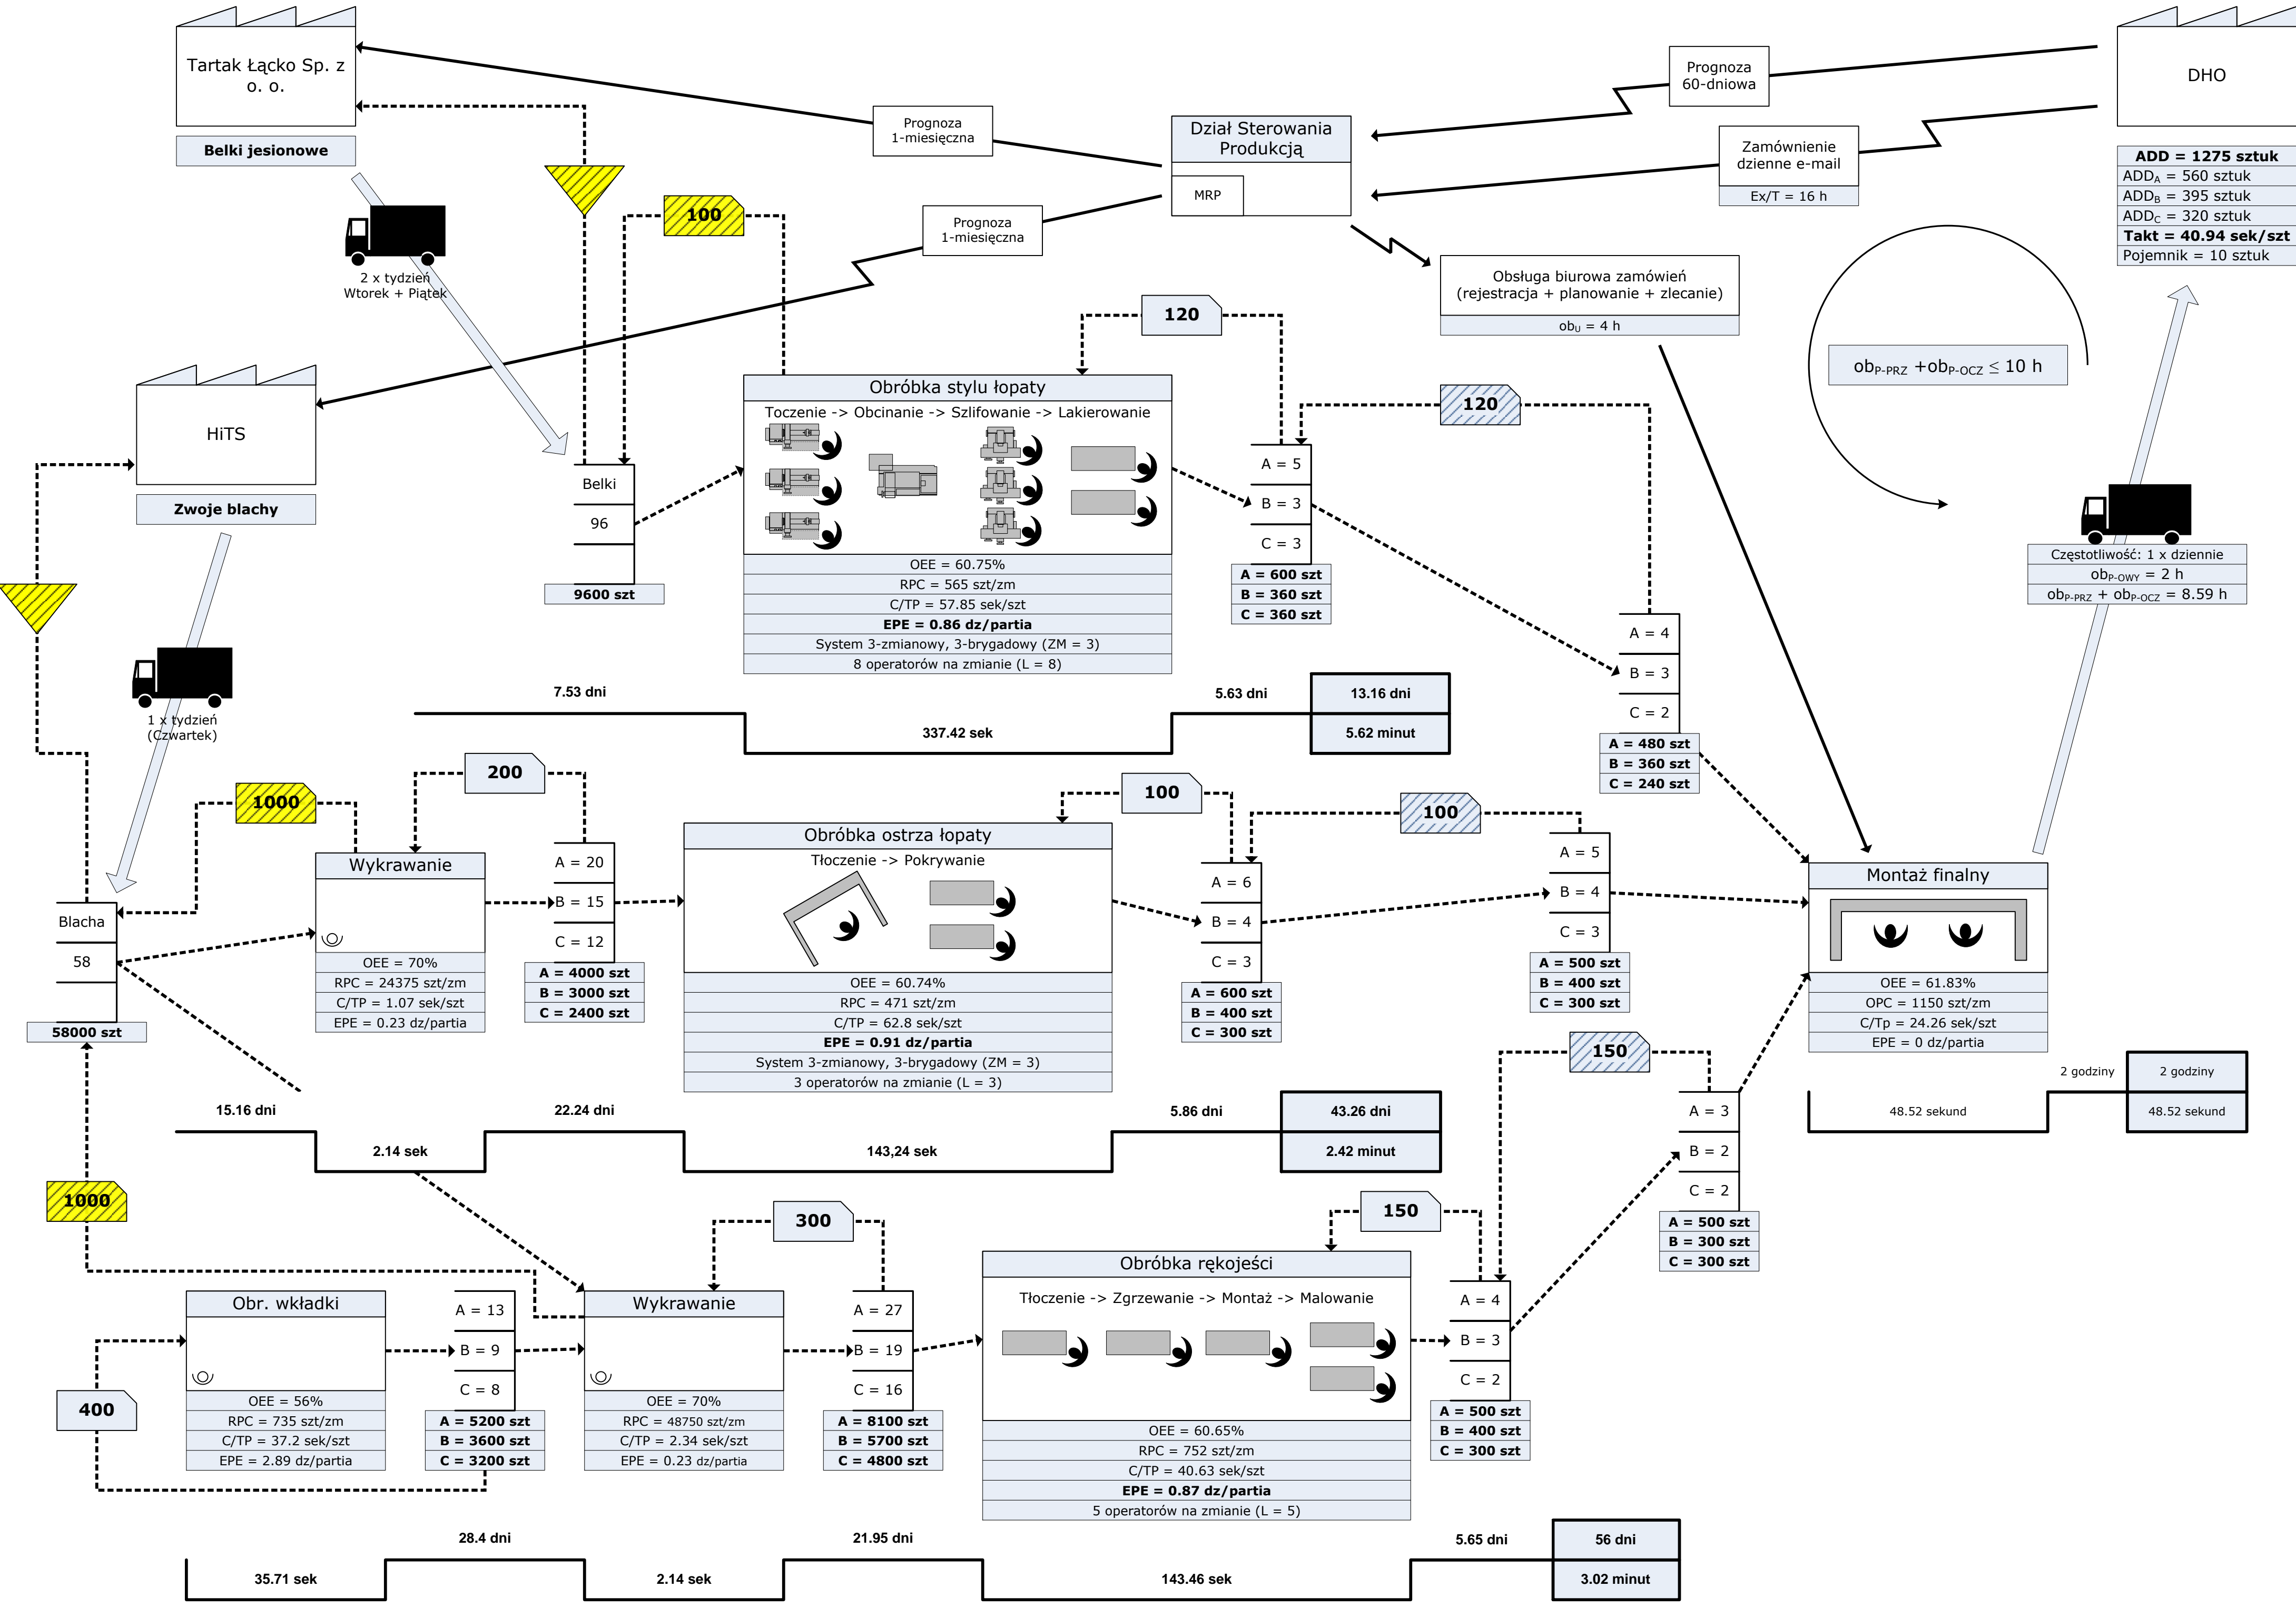 Tartak Łącko Sp. z
o. o.
Belki jesionowe
2 x tydzień
Wtorek + Piątek
HiTS
Zwoje blachy
1 x tydzień
(Czwartek)
Prognoza
1-miesięczna
Prognoza
1-miesięczna
Dział Sterowania
Produkcją
MRP
Prognoza
60-dniowa
Zamównienie
dzienne e-mail
Ex/T = 16 h
DHO
ADD = 1275 sztuk
ADD_A = 560 sztuk
ADD_B = 395 sztuk
ADD_C = 320 sztuk
Takt = 40.94 sek/szt
Pojemnik = 10 sztuk
Obsługa biurowa zamówień
(rejestracja + planowanie + zlecanie)
ob_U = 4 h
ob_P-PRZ +ob_P-OCZ ≤ 10 h
Częstotliwość: 1 x dziennie
ob_P-OWY = 2 h
ob_P-PRZ + ob_P-OCZ = 8.59 h
100
120
120
Belki
96
9600 szt
Obróbka stylu łopaty
Toczenie -> Obcinanie -> Szlifowanie -> Lakierowanie
OEE = 60.75%
RPC = 565 szt/zm
C/TP = 57.85 sek/szt
EPE = 0.86 dz/partia
System 3-zmianowy, 3-brygadowy (ZM = 3)
8 operatorów na zmianie (L = 8)
A = 5
B = 3
C = 3
A = 600 szt
B = 360 szt
C = 360 szt
A = 4
B = 3
C = 2
A = 480 szt
B = 360 szt
C = 240 szt
7.53 dni
337.42 sek
5.63 dni
13.16 dni
5.62 minut
1000
200
100
100
Blacha
58
58000 szt
Wykrawanie
OEE = 70%
RPC = 24375 szt/zm
C/TP = 1.07 sek/szt
EPE = 0.23 dz/partia
A = 20
B = 15
C = 12
A = 4000 szt
B = 3000 szt
C = 2400 szt
Obróbka ostrza łopaty
Tłoczenie -> Pokrywanie
OEE = 60.74%
RPC = 471 szt/zm
C/TP = 62.8 sek/szt
EPE = 0.91 dz/partia
System 3-zmianowy, 3-brygadowy (ZM = 3)
3 operatorów na zmianie (L = 3)
A = 6
B = 4
C = 3
A = 600 szt
B = 400 szt
C = 300 szt
A = 5
B = 4
C = 3
A = 500 szt
B = 400 szt
C = 300 szt
Montaż finalny
OEE = 61.83%
OPC = 1150 szt/zm
C/Tp = 24.26 sek/szt
EPE = 0 dz/partia
48.52 sekund
2 godziny
2 godziny
48.52 sekund
15.16 dni
2.14 sek
22.24 dni
143,24 sek
5.86 dni
43.26 dni
2.42 minut
150
A = 3
B = 2
C = 2
A = 500 szt
B = 300 szt
C = 300 szt
1000
300
150
400
Obr. wkładki
OEE = 56%
RPC = 735 szt/zm
C/TP = 37.2 sek/szt
EPE = 2.89 dz/partia
A = 13
B = 9
C = 8
A = 5200 szt
B = 3600 szt
C = 3200 szt
Wykrawanie
OEE = 70%
RPC = 48750 szt/zm
C/TP = 2.34 sek/szt
EPE = 0.23 dz/partia
A = 27
B = 19
C = 16
A = 8100 szt
B = 5700 szt
C = 4800 szt
Obróbka rękojeści
Tłoczenie -> Zgrzewanie -> Montaż -> Malowanie
OEE = 60.65%
RPC = 752 szt/zm
C/TP = 40.63 sek/szt
EPE = 0.87 dz/partia
5 operatorów na zmianie (L = 5)
A = 4
B = 3
C = 2
A = 500 szt
B = 400 szt
C = 300 szt
35.71 sek
28.4 dni
2.14 sek
21.95 dni
143.46 sek
5.65 dni
56 dni
3.02 minut